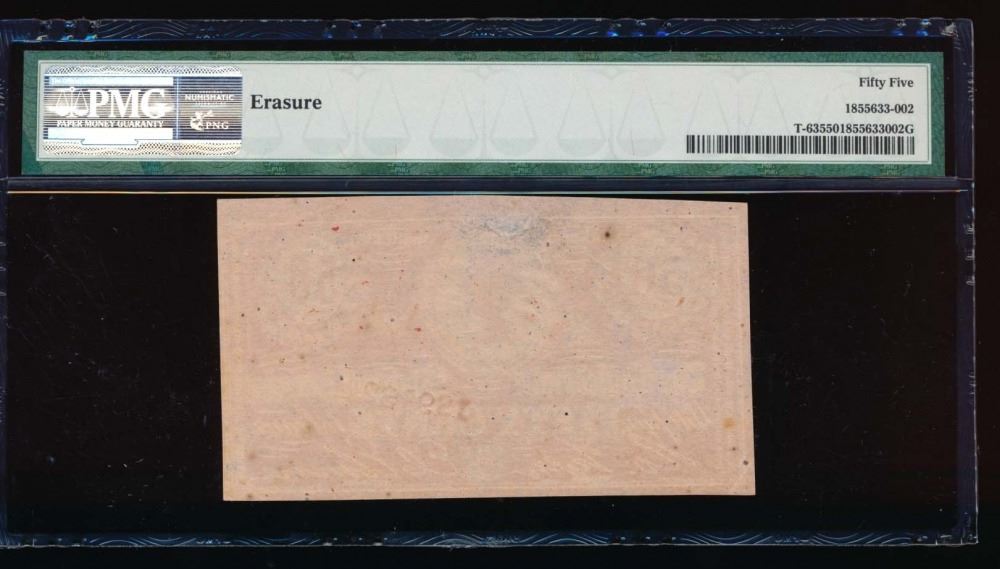 PMG
PAPER MONEY GUARANTY
NUMISMATIC
PNG
Erasure
Fifty Five
1855633-002
T-635501855633002G